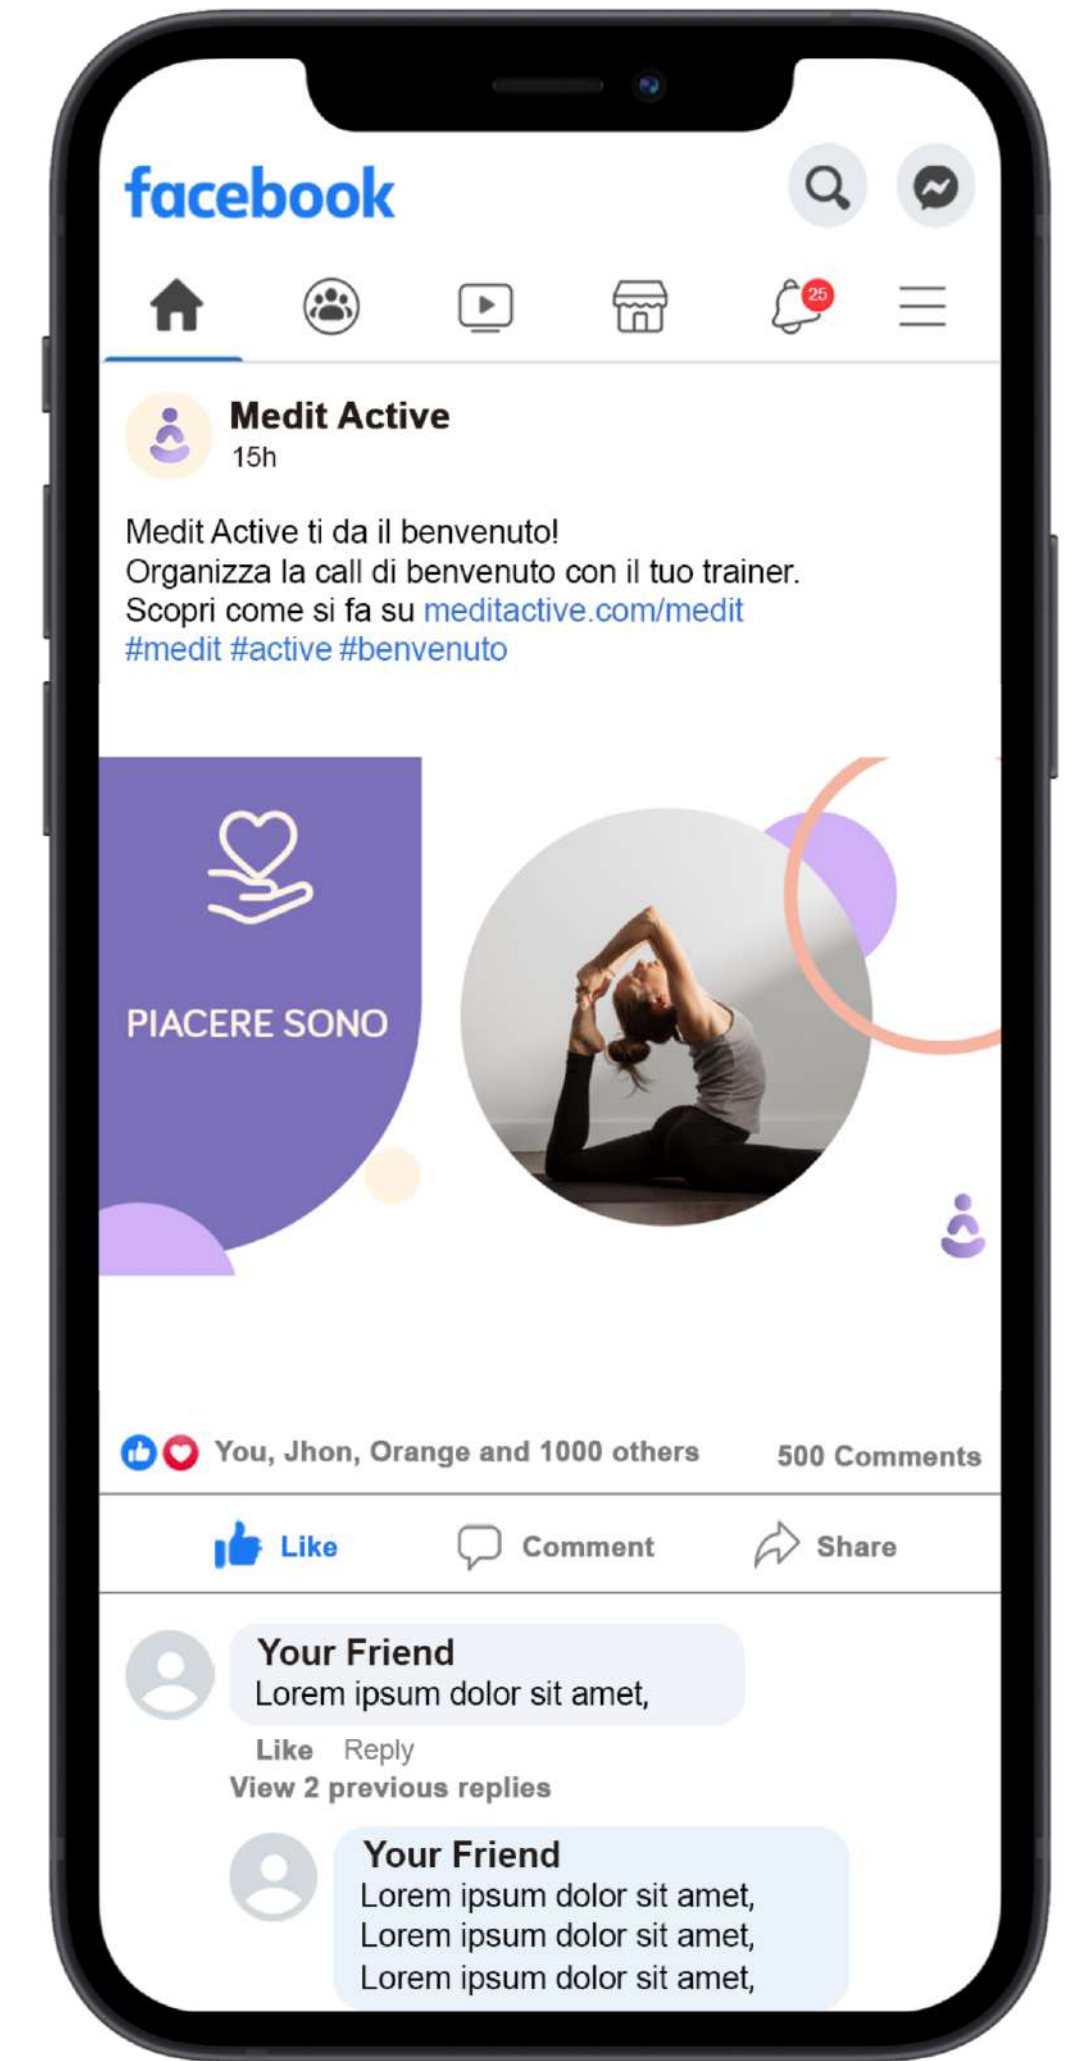 facebook
25
Medit Active
15h
Medit Active ti da il benvenuto!
Organizza la call di benvenuto con il tuo trainer.
Scopri come si fa su meditactive.com/medit
#medit #active #benvenuto
PIACERE SONO
You, Jhon, Orange and 1000 others
500 Comments
Like
Comment
Share
Your Friend
Lorem ipsum dolor sit amet,
Like Reply
View 2 previous replies
Your Friend
Lorem ipsum dolor sit amet,
Lorem ipsum dolor sit amet,
Lorem ipsum dolor sit amet,